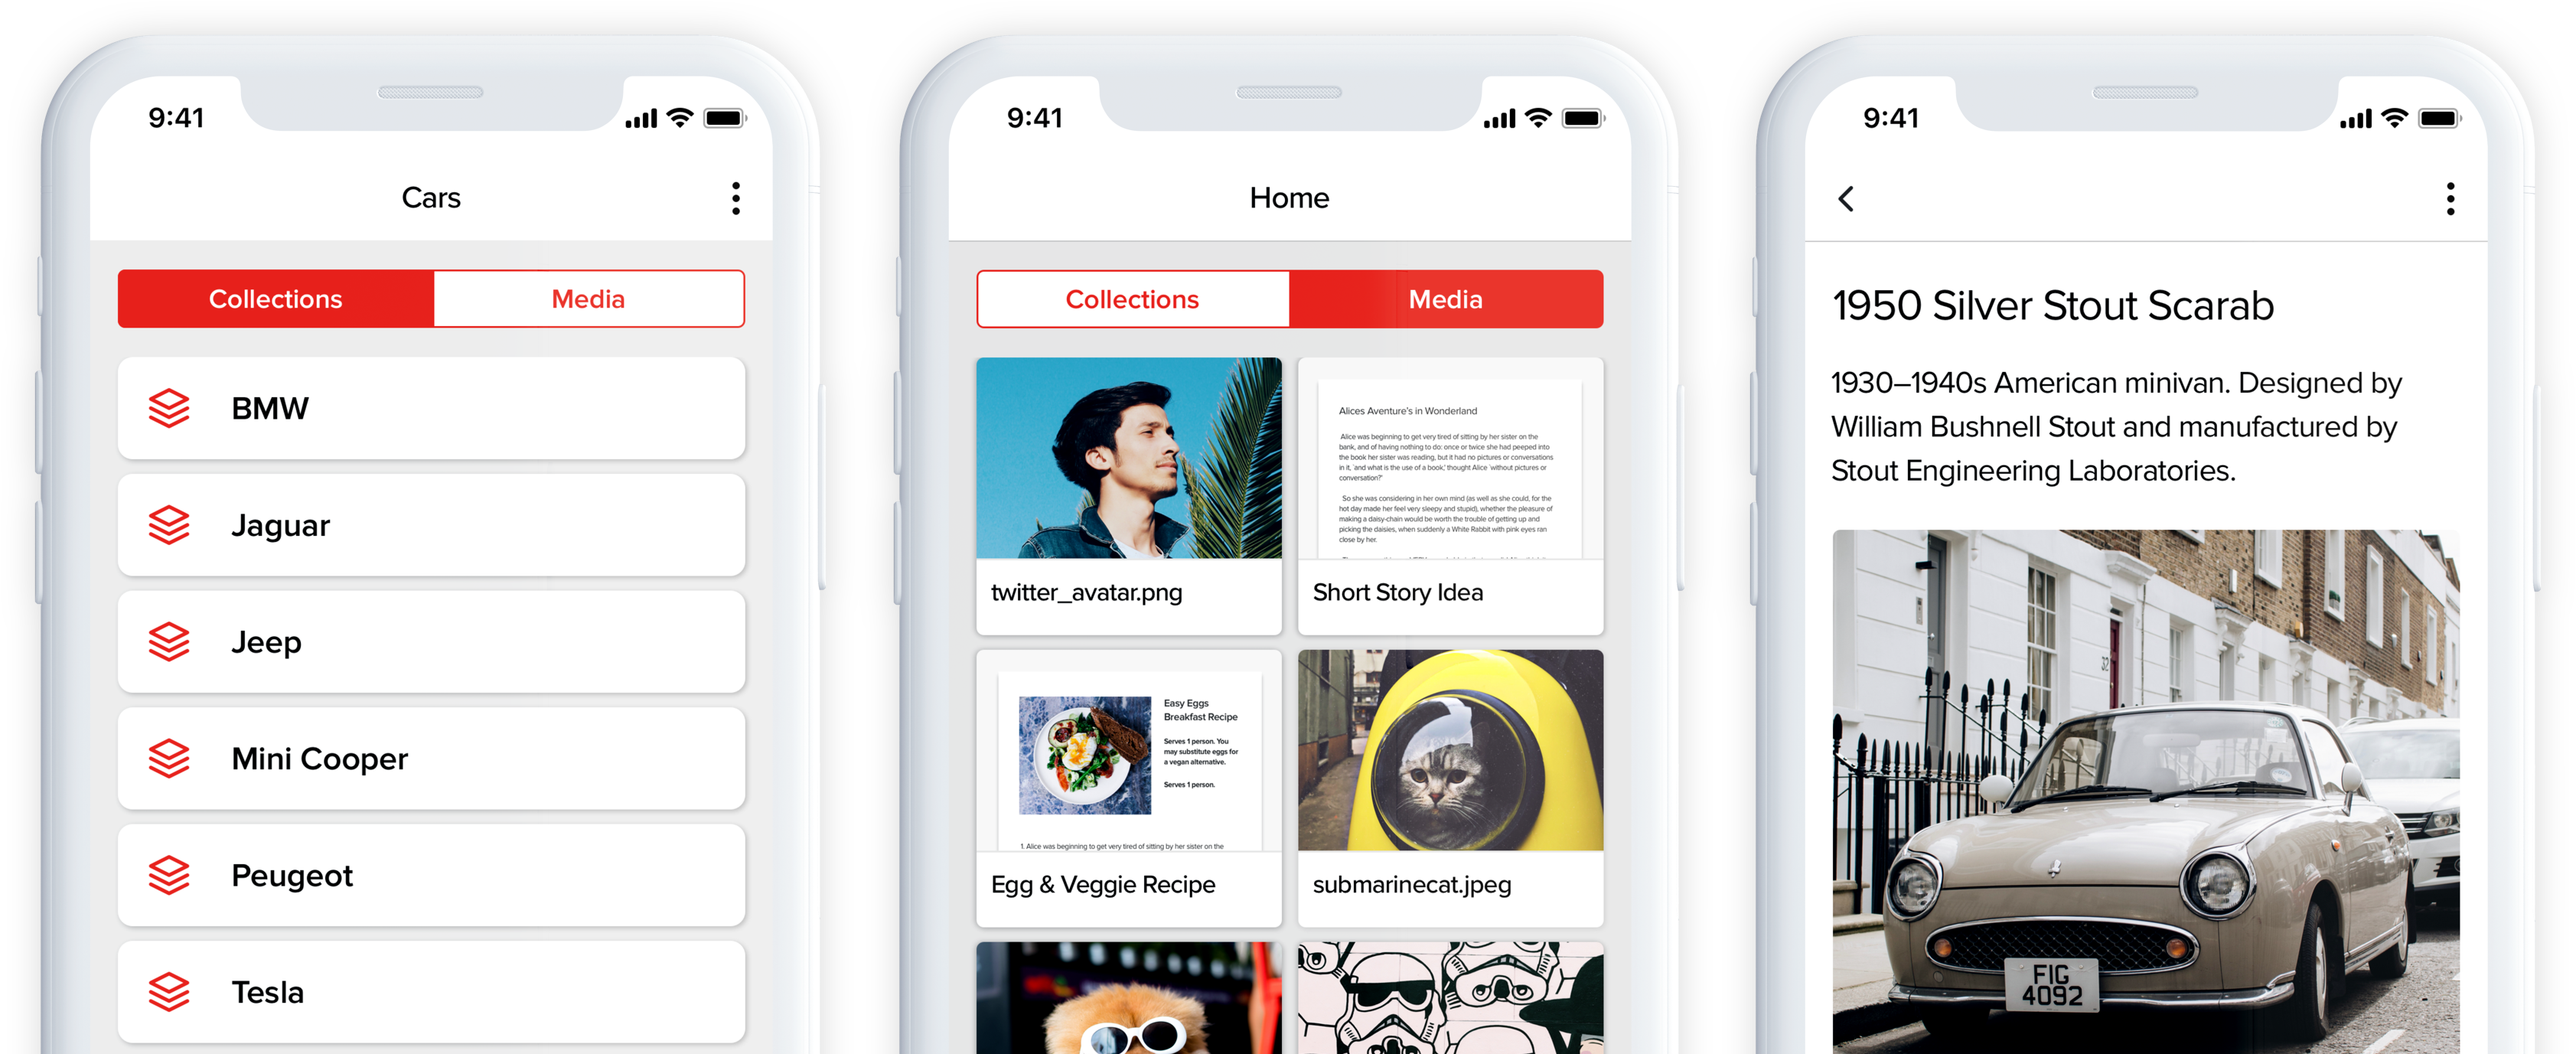 9:41
Cars
Collections
Media
BMW
Jaguar
Jeep
Mini Cooper
Peugeot
Tesla
9:41
Home
Collections
Media
twitter_avatar.png
Alices Aventure's in Wonderland
Alice was beginning to get very tired of sitting by her sister on the
bank, and of having nothing to do: once or twice she had peeped into
the book her sister was reading, but it had no pictures or conversations
in it, 'and what is the use of a book,' thought Alice 'without pictures or
conversation?'
So she was considering in her own mind (as well as she could, for the
hot day made her feel very sleepy and stupid), whether the pleasure of
making a daisy-chain would be worth the trouble of getting up and
picking the daisies, when suddenly a White Rabbit with pink eyes ran
close by her.
Short Story Idea
Easy Eggs
Breakfast Recipe
Serves 1 person. You
may substitute eggs for
a vegan alternative.
Serves 1 person.
1. Alice was beginning to get very tired of sitting by her sister on the
Egg & Veggie Recipe
submarinecat.jpeg
9:41
1950 Silver Stout Scarab
1930–1940s American minivan. Designed by
William Bushnell Stout and manufactured by
Stout Engineering Laboratories.
32
FIG
4092